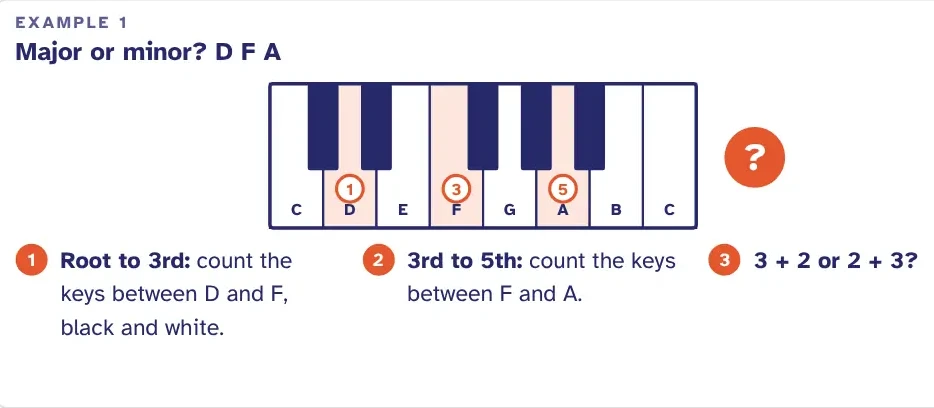 EXAMPLE 1
Major or minor? D F A
?
1 3 5
C D E F G A B C
1 Root to 3rd: count the
keys between D and F,
black and white.
2 3rd to 5th: count the keys
between F and A.
3 3 + 2 or 2 + 3?